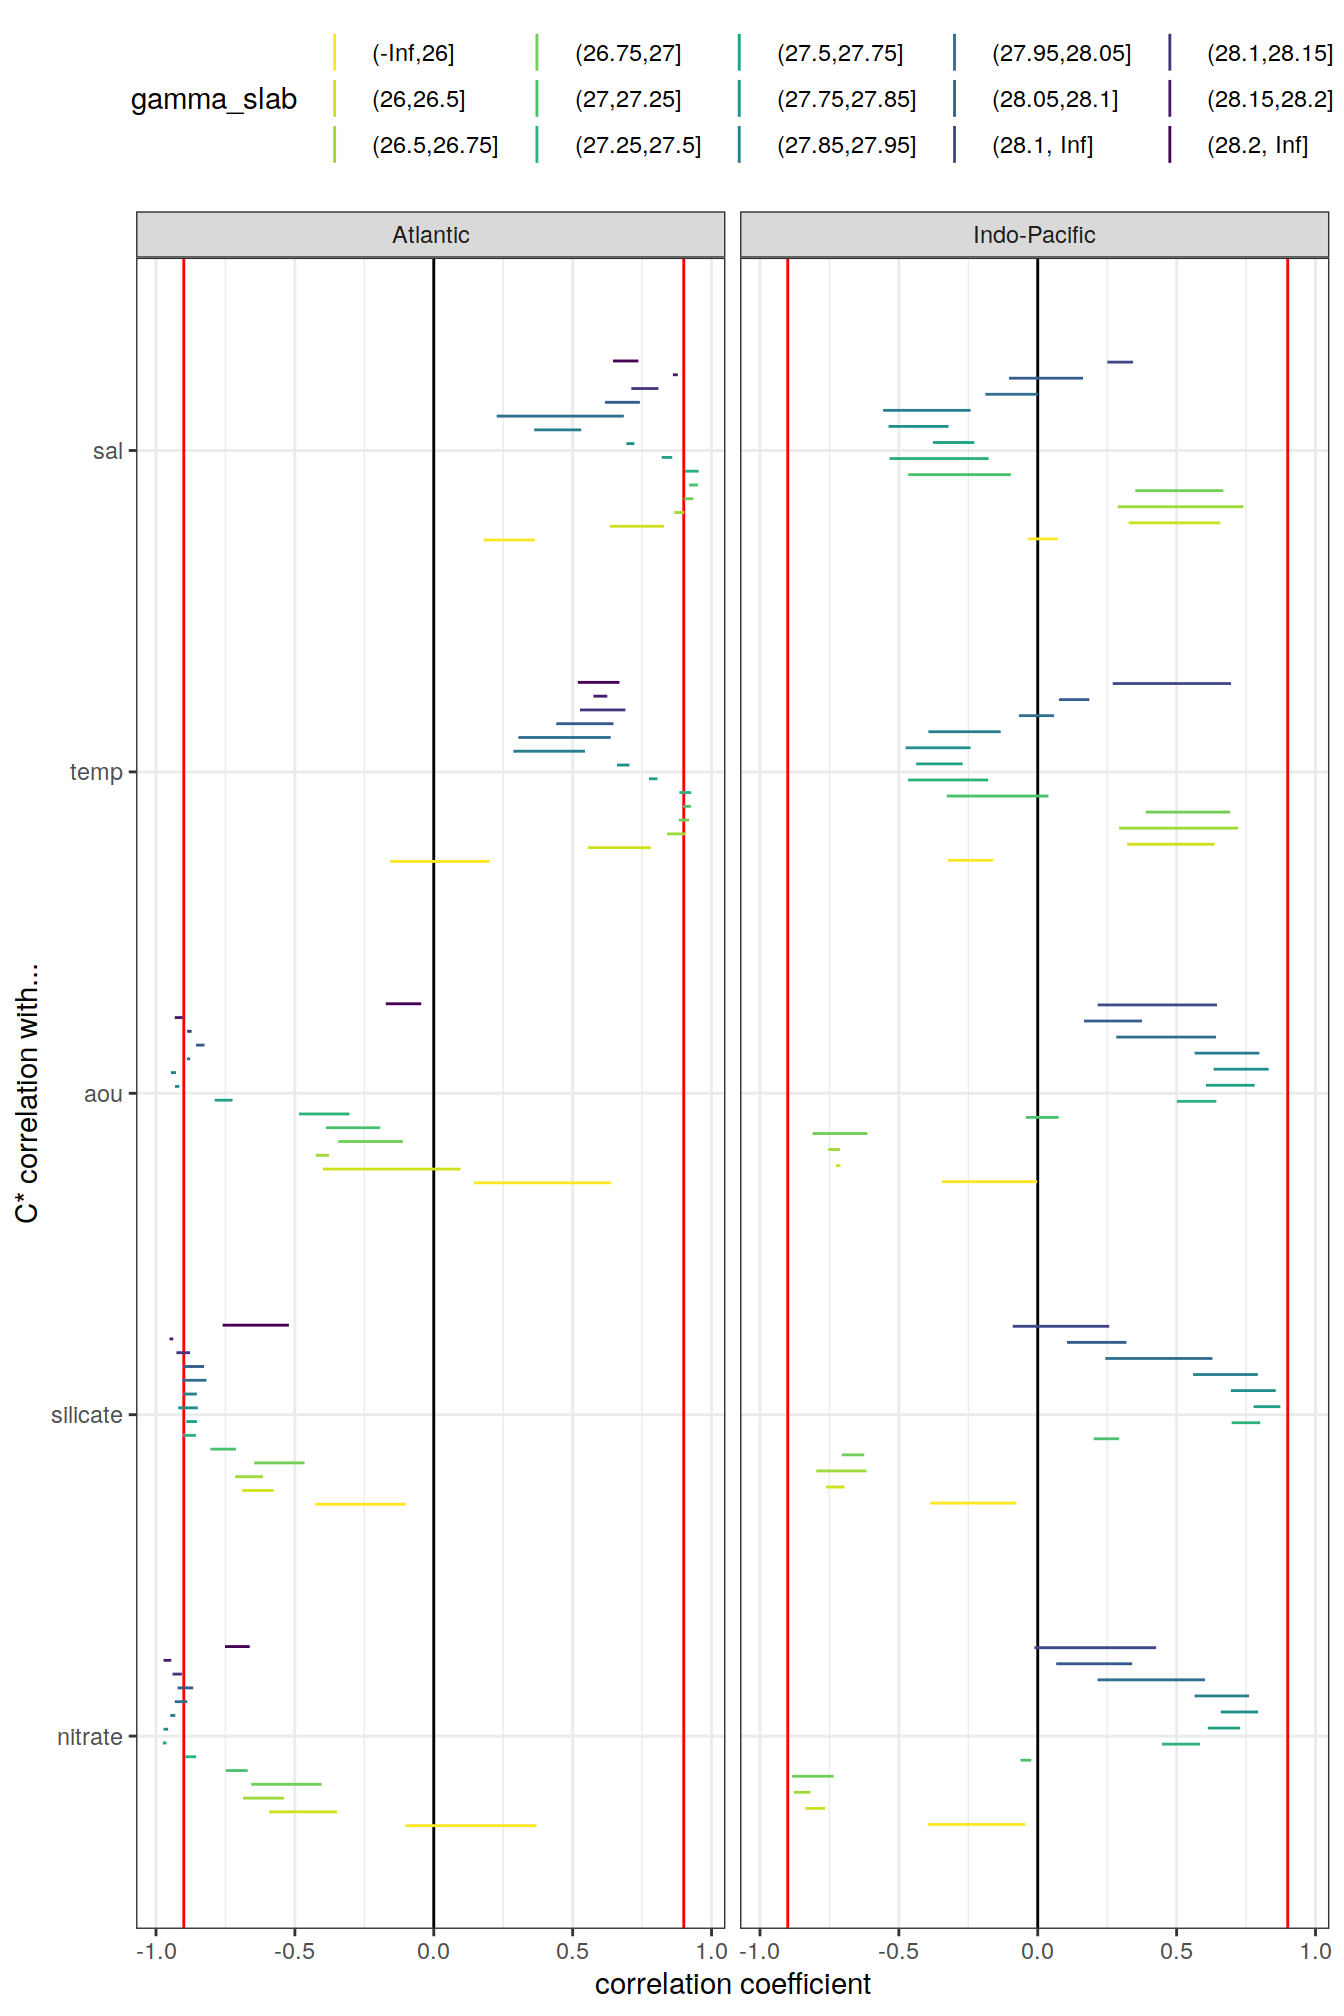 gamma_slab
(-Inf,26] (26.75,27] (27.5,27.75] (27.95,28.05] (28.1,28.15]
(26,26.5] (27,27.25] (27.75,27.85] (28.05,28.1] (28.15,28.2]
(26.5,26.75] (27.25,27.5] (27.85,27.95] (28.1, Inf] (28.2, Inf]
Atlantic Indo-Pacific
sal
temp
aou
silicate
nitrate
C* correlation with...
-1.0 -0.5 0.0 0.5 1.0 -1.0 -0.5 0.0 0.5 1.0
correlation coefficient